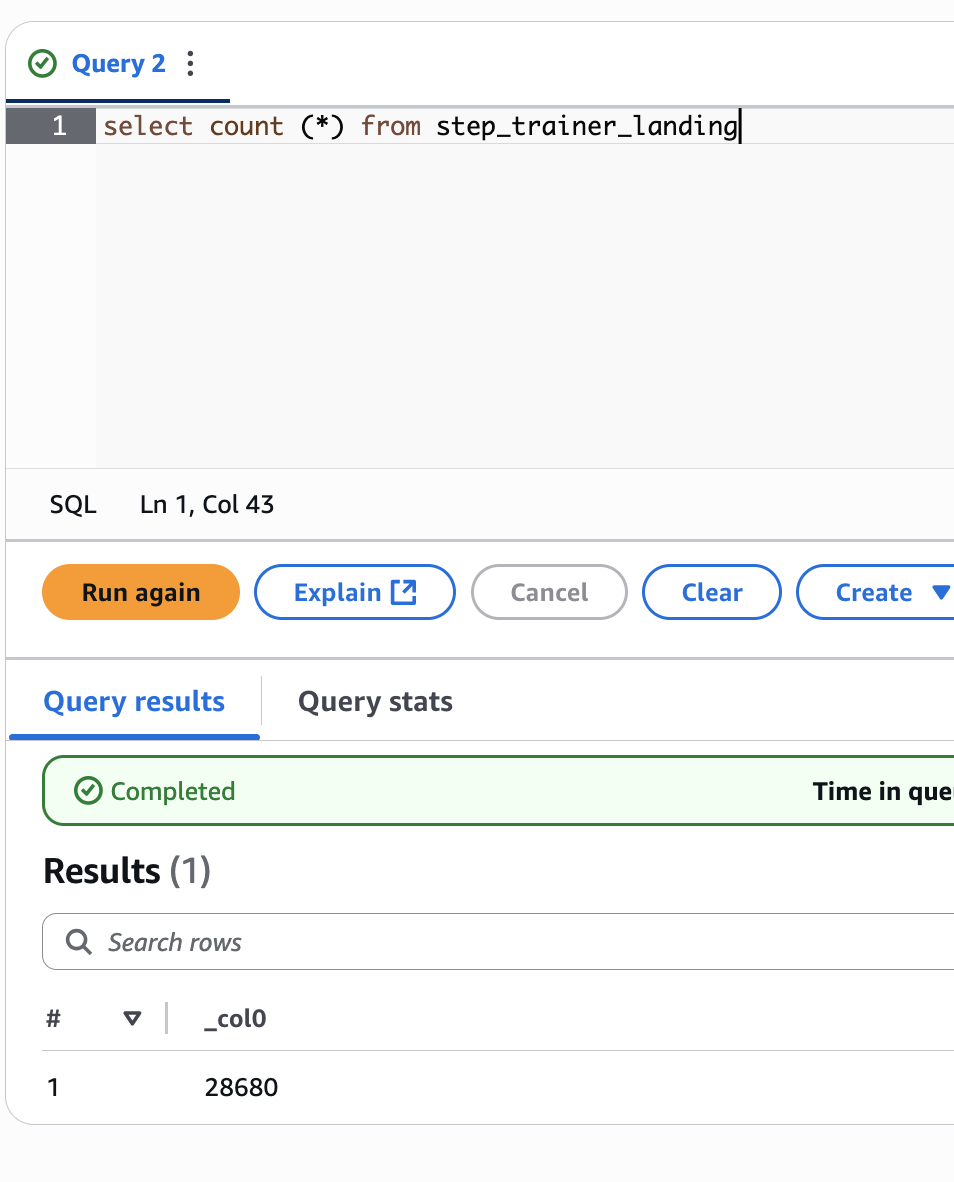 Query 2
1 select count (*) from step_trainer_landing
SQL Ln 1, Col 43
Run again Explain Cancel Clear Create
Query results Query stats
Completed Time in que
Results (1)
Search rows
# _col0
1 28680